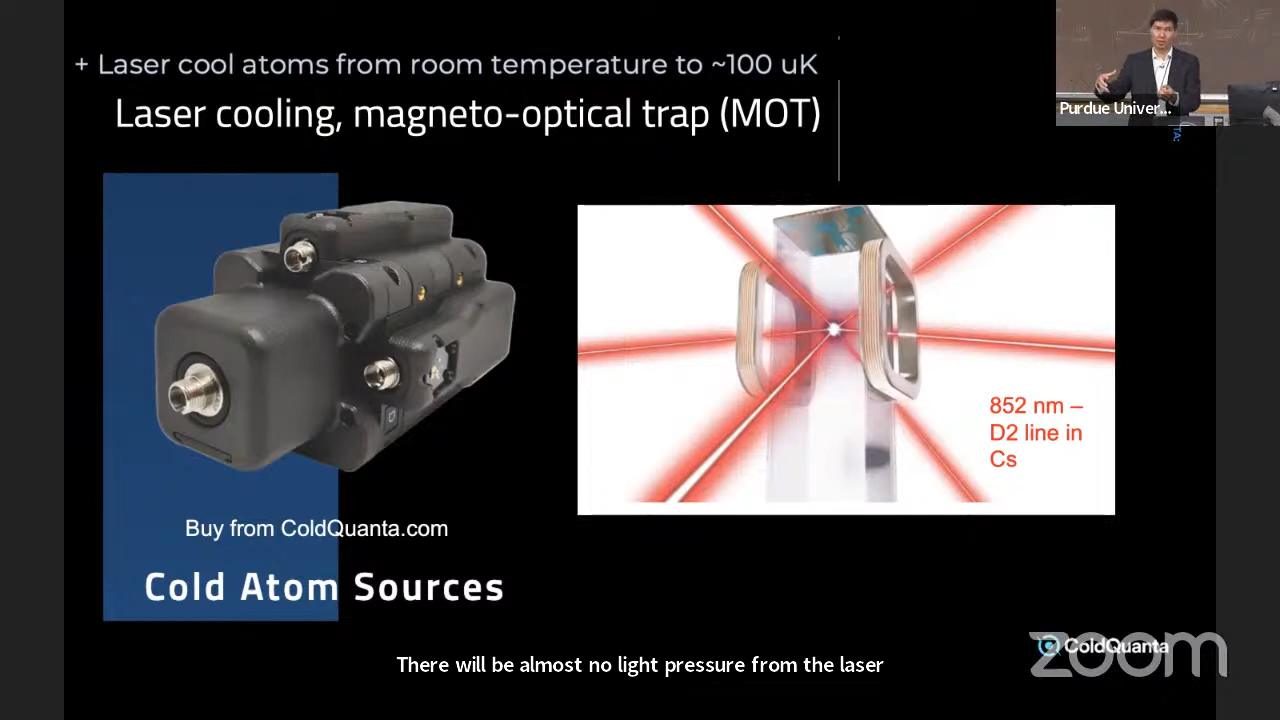 + Laser cool atoms from room temperature to ~100 uK
Laser cooling, magneto-optical trap (MOT)
Purdue Univer...
TA:
852 nm –
D2 line in
Cs
Buy from ColdQuanta.com
Cold Atom Sources
ColdQuanta
zoom
There will be almost no light pressure from the laser